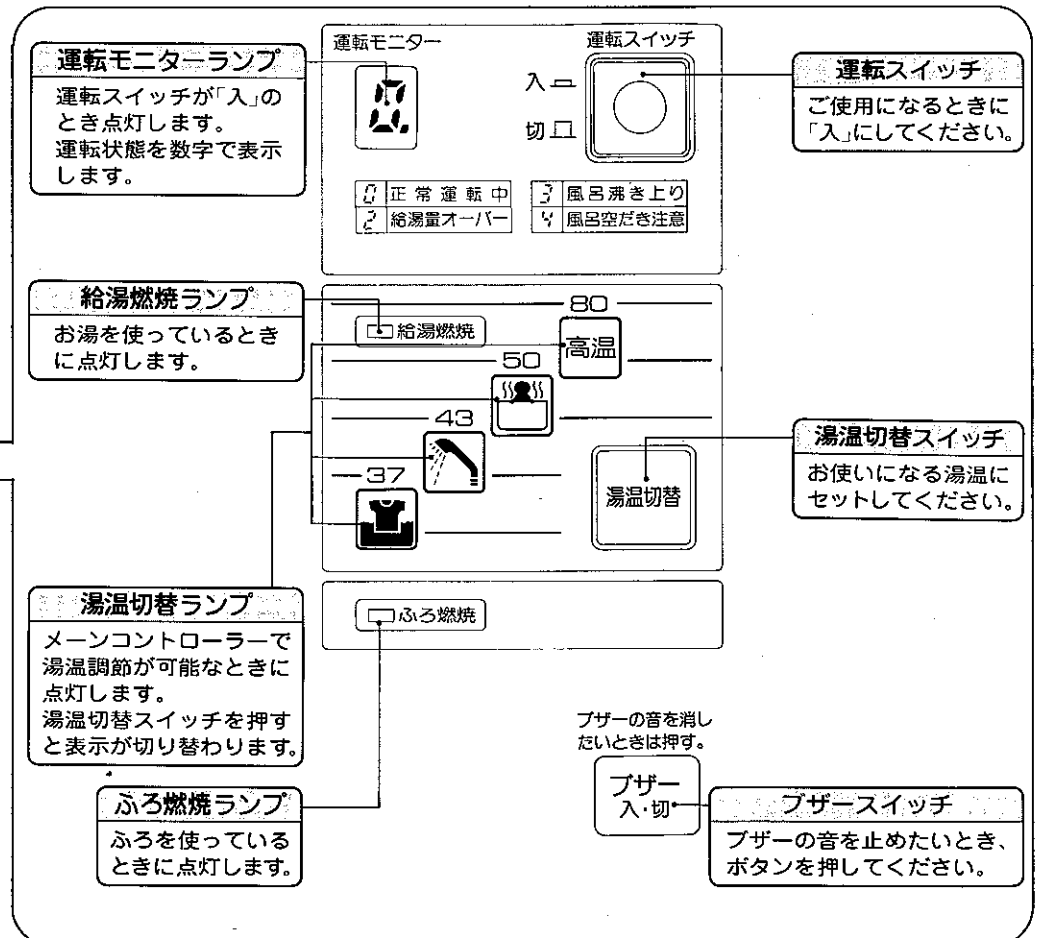 運転モニターランプ
運転スイッチが「入」の
とき点灯します。
運転状態を数字で表示
します。
運転モニター
0.
運転スイッチ
入
切
0 正常運転中
2 給湯量オーバー
3 風呂沸き上り
4 風呂空だき注意
運転スイッチ
ご使用になるときに
「入」にしてください。
給湯燃焼ランプ
お湯を使っているとき
に点灯します。
給湯燃焼
80
高温
50
43
37
湯温切替
湯温切替スイッチ
お使いになる湯温に
セットしてください。
湯温切替ランプ
メーンコントローラーで
湯温調節が可能なときに
点灯します。
湯温切替スイッチを押す
と表示が切り替わります。
ふろ燃焼
ふろ燃焼ランプ
ふろを使っている
ときに点灯します。
ブザーの音を消し
たいときは押す。
ブザー
入・切
ブザースイッチ
ブザーの音を止めたいとき、
ボタンを押してください。